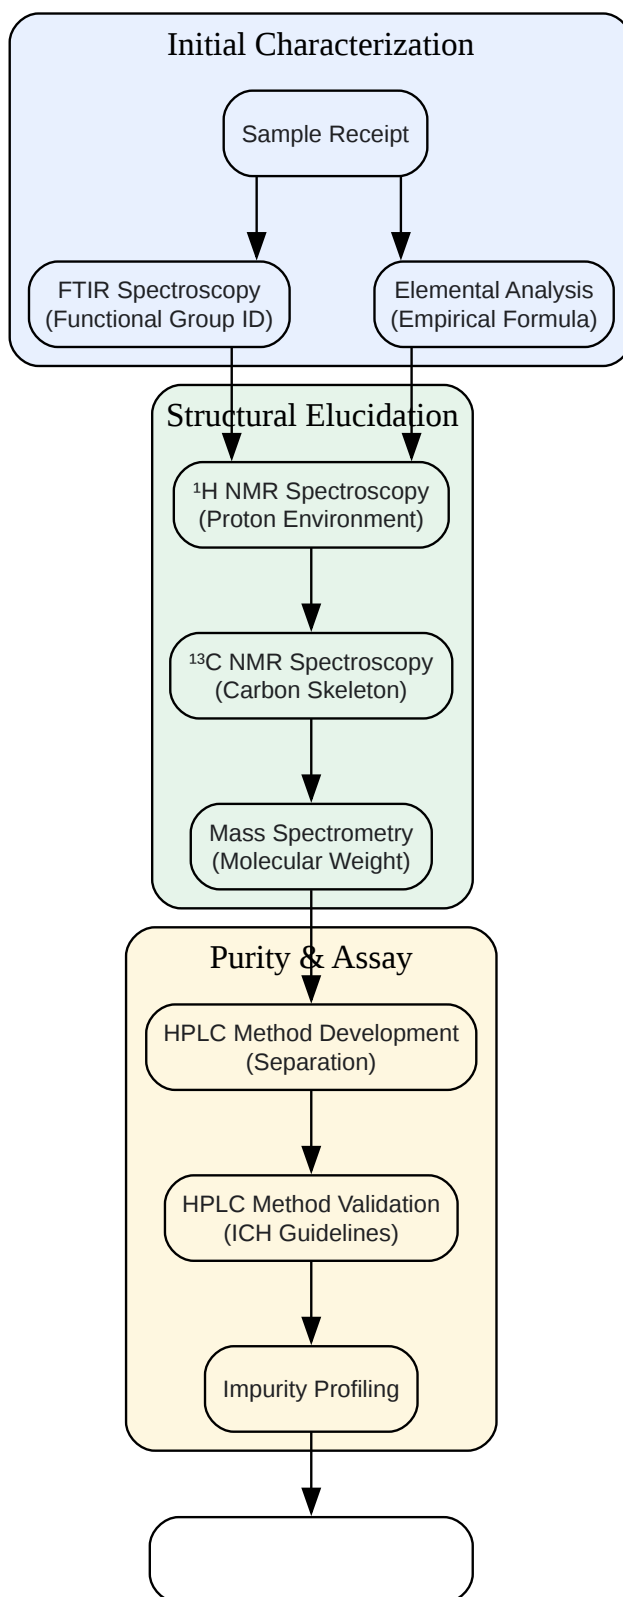 Initial Characterization
Sample Receipt
FTIR Spectroscopy
(Functional Group ID)
Elemental Analysis
(Empirical Formula)
Structural Elucidation
¹H NMR Spectroscopy
(Proton Environment)
¹³C NMR Spectroscopy
(Carbon Skeleton)
Mass Spectrometry
(Molecular Weight)
Purity & Assay
HPLC Method Development
(Separation)
HPLC Method Validation
(ICH Guidelines)
Impurity Profiling